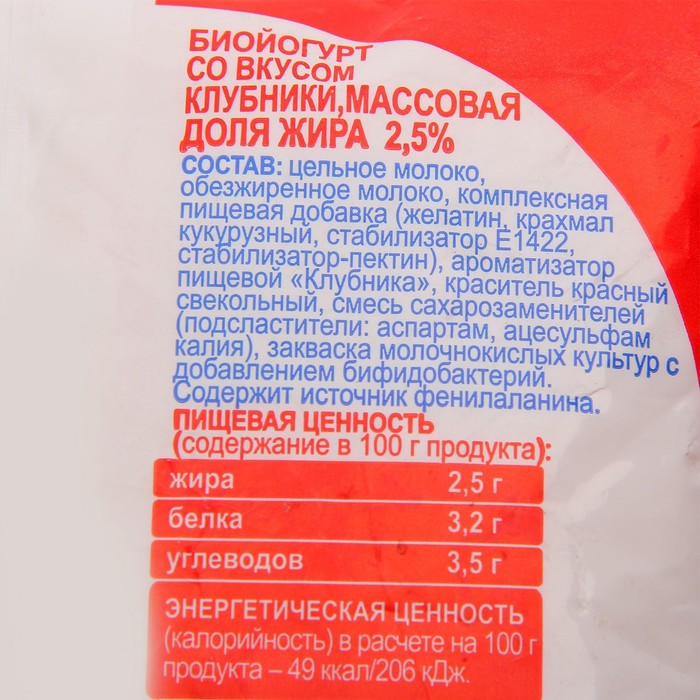 БИОЙОГУРТ
СО ВКУСОМ
КЛУБНИКИ, МАССОВАЯ
ДОЛЯ ЖИРА 2,5%
СОСТАВ: цельное молоко,
обезжиренное молоко, комплексная
пищевая добавка (желатин, крахмал
кукурузный, стабилизатор Е1422,
стабилизатор-пектин), ароматизатор
пищевой «Клубника», краситель красный
свекольный, смесь сахарозаменителей
(подсластители: аспартам, ацесульфам
калия), закваска молочнокислых культур с
добавлением бифидобактерий.
Содержит источник фенилаланина.
ПИЩЕВАЯ ЦЕННОСТЬ
(содержание в 100 г продукта):
жира 2,5 г
белка 3,2 г
углеводов 3,5 г
ЭНЕРГЕТИЧЕСКАЯ ЦЕННОСТЬ
(калорийность) в расчете на 100 г
продукта – 49 ккал/206 кДж.